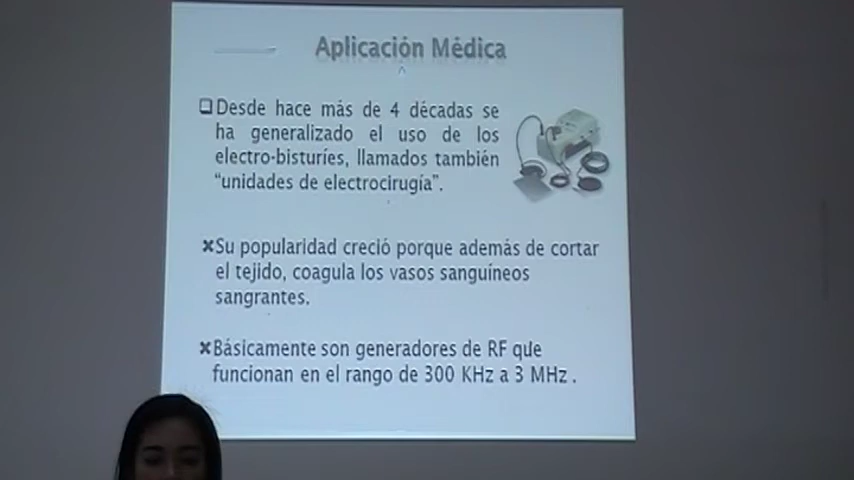 Aplicación Médica
Desde hace más de 4 décadas se
ha generalizado el uso de los
electro-bisturíes, llamados también
"unidades de electrocirugía".
Su popularidad creció porque además de cortar
el tejido, coagula los vasos sanguíneos
sangrantes.
Básicamente son generadores de RF que
funcionan en el rango de 300 KHz a 3 MHz .